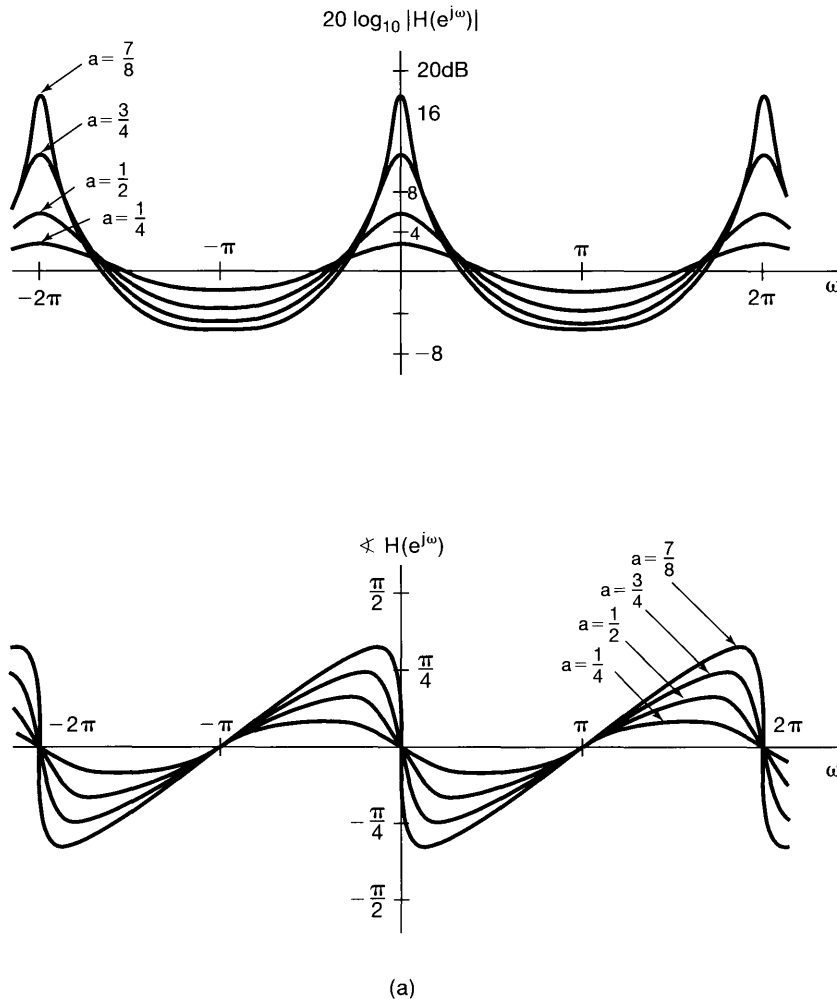 20 log₁₀ |H(e^{jω})|
a = 7/8
20dB
16
a = 3/4
a = 1/2
8
a = 1/4
−π
4
π
−2π
2π
ω
−8
∢ H(e^{jω})
a = 7/8
π/2
a = 3/4
a = 1/2
a = 1/4
π/4
−2π
−π
π
2π
ω
−π/4
−π/2
(a)